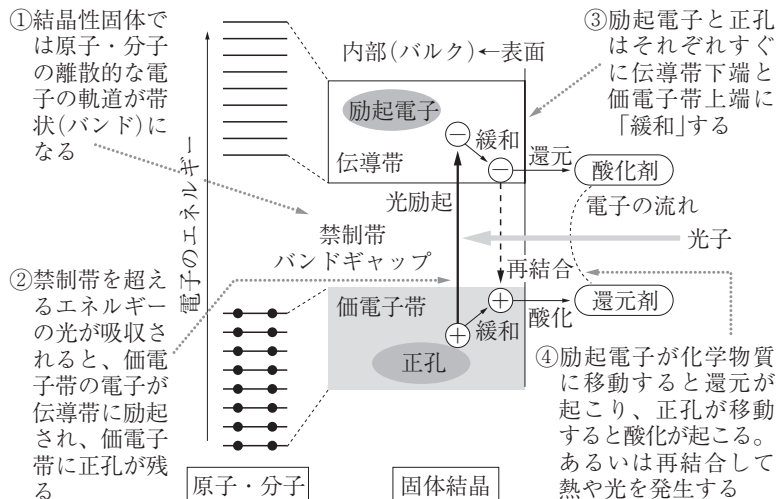 ①結晶性固体で
は原子・分子
の離散的な電
子の軌道が帯
状(バンド)に
なる
②禁制帯を超え
るエネルギー
の光が吸収さ
れると、価電
子帯の電子が
伝導帯に励起
され、価電子
帯に正孔が残
る
電子のエネルギー
原子・分子
内部(バルク)←表面
励起電子
−
緩和
伝導帯
−
還元
酸化剤
光励起
電子の流れ
禁制帯
バンドギャップ
光子
再結合
価電子帯
+
還元剤
酸化
+
緩和
正孔
固体結晶
③励起電子と正孔
はそれぞれすぐ
に伝導帯下端と
価電子帯上端に
「緩和」する
④励起電子が化学物質
に移動すると還元が
起こり、正孔が移動
すると酸化が起こる。
あるいは再結合して
熱や光を発生する